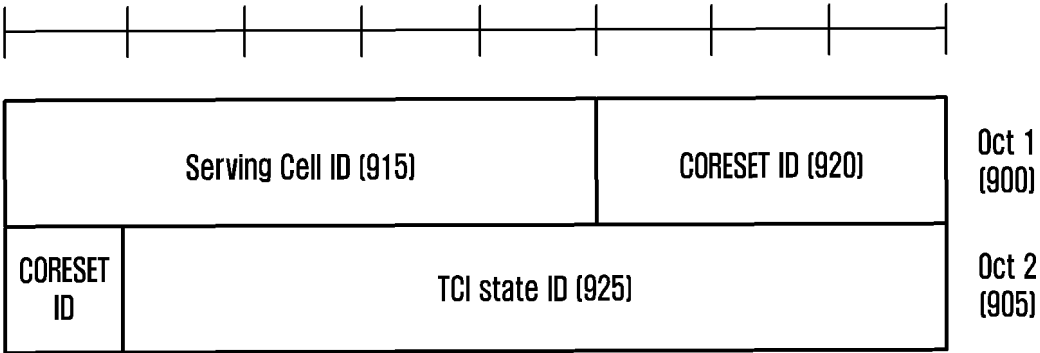 Serving Cell ID (915)
CORESET ID (920)
Oct 1
(900)
CORESET
ID
TCI state ID (925)
Oct 2
(905)